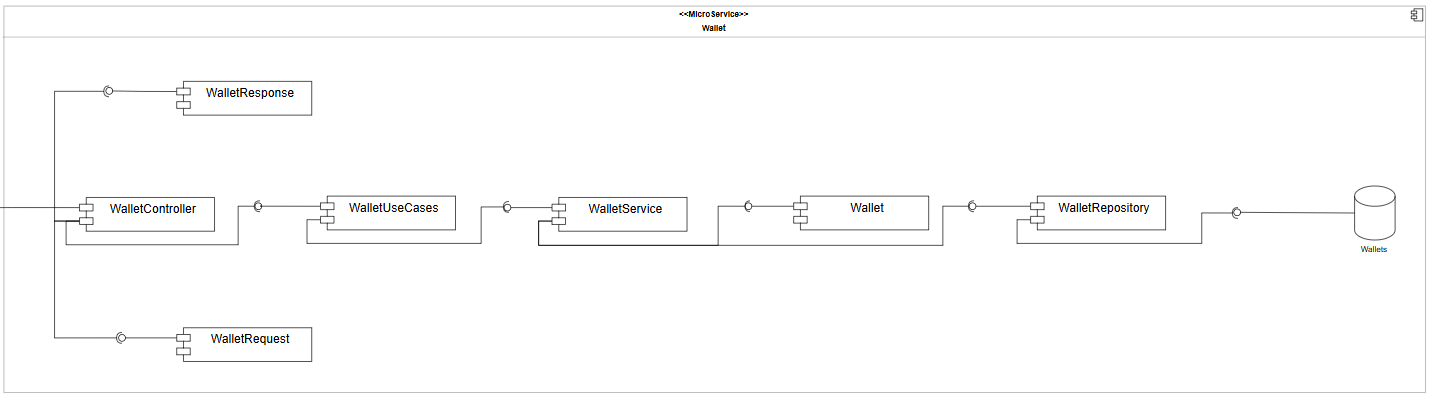 <<MicroService>>
Wallet
WalletResponse
WalletController
WalletUseCases
WalletService
Wallet
WalletRepository
Wallets
WalletRequest